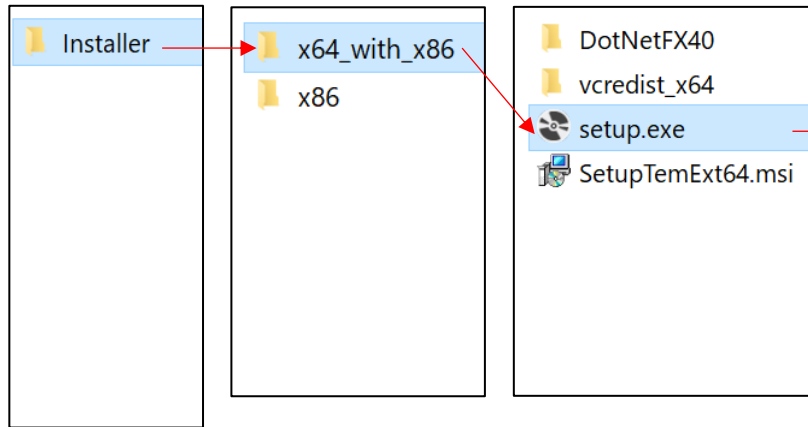 Installer
x64_with_x86
x86
DotNetFX40
vcredist_x64
setup.exe
SetupTemExt64.msi